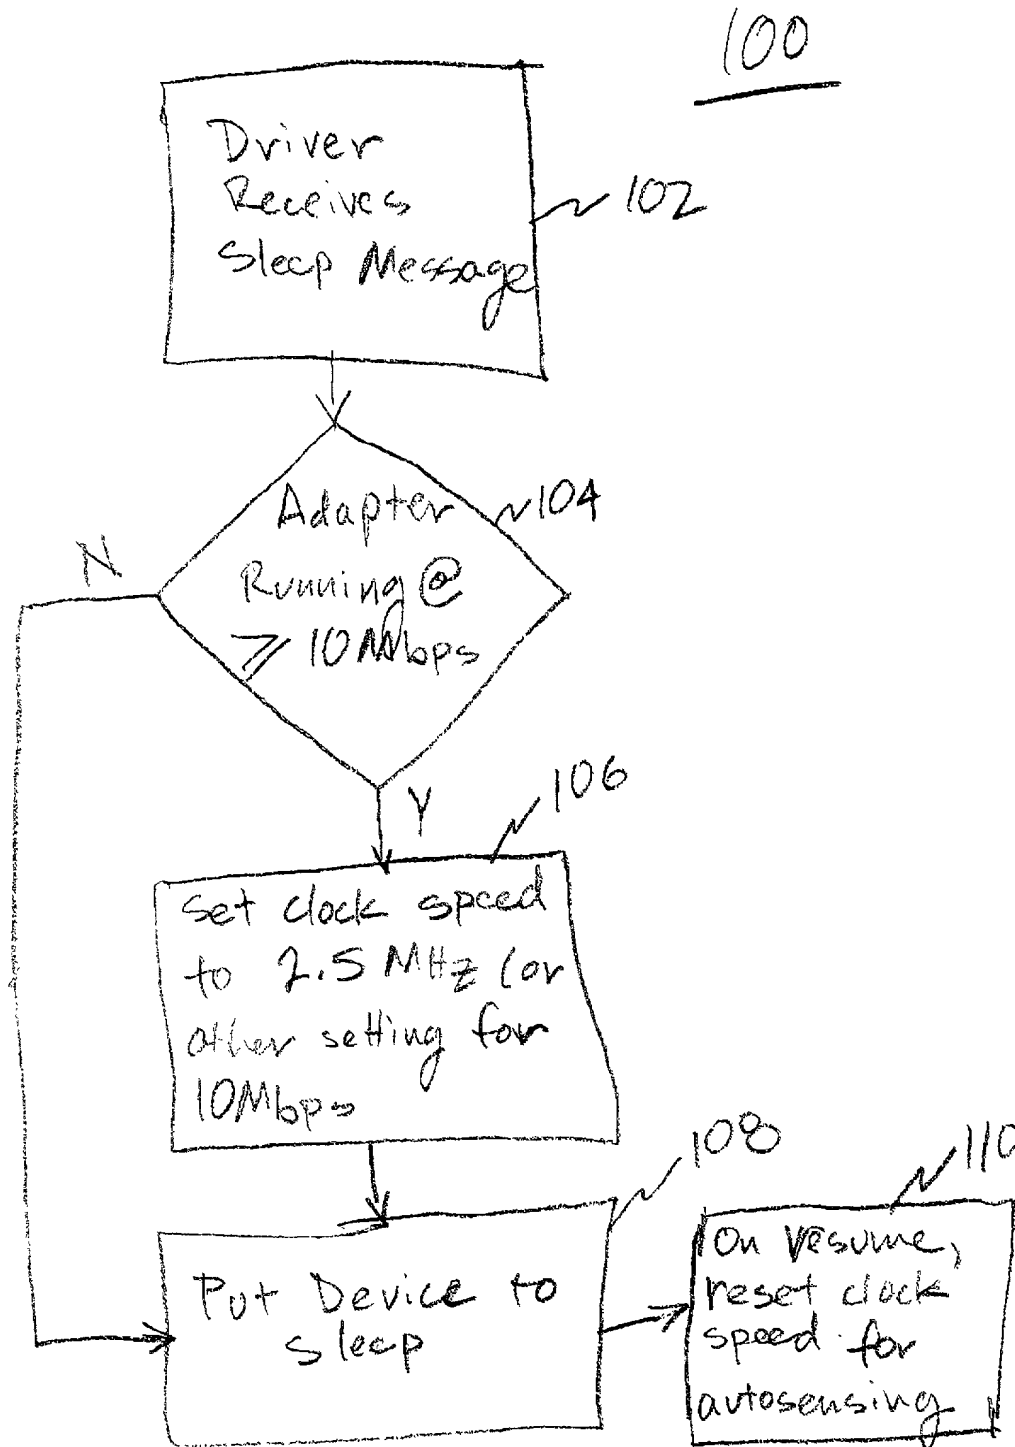 100
Driver
Receives
Sleep Message
102
Adapter
Running @
≥ 10Mbps
104
N
Y
106
Set clock speed
to 2.5 MHz (or
other setting for
10Mbps
108
Put Device to
sleep
110
On resume,
reset clock
speed for
autosensing